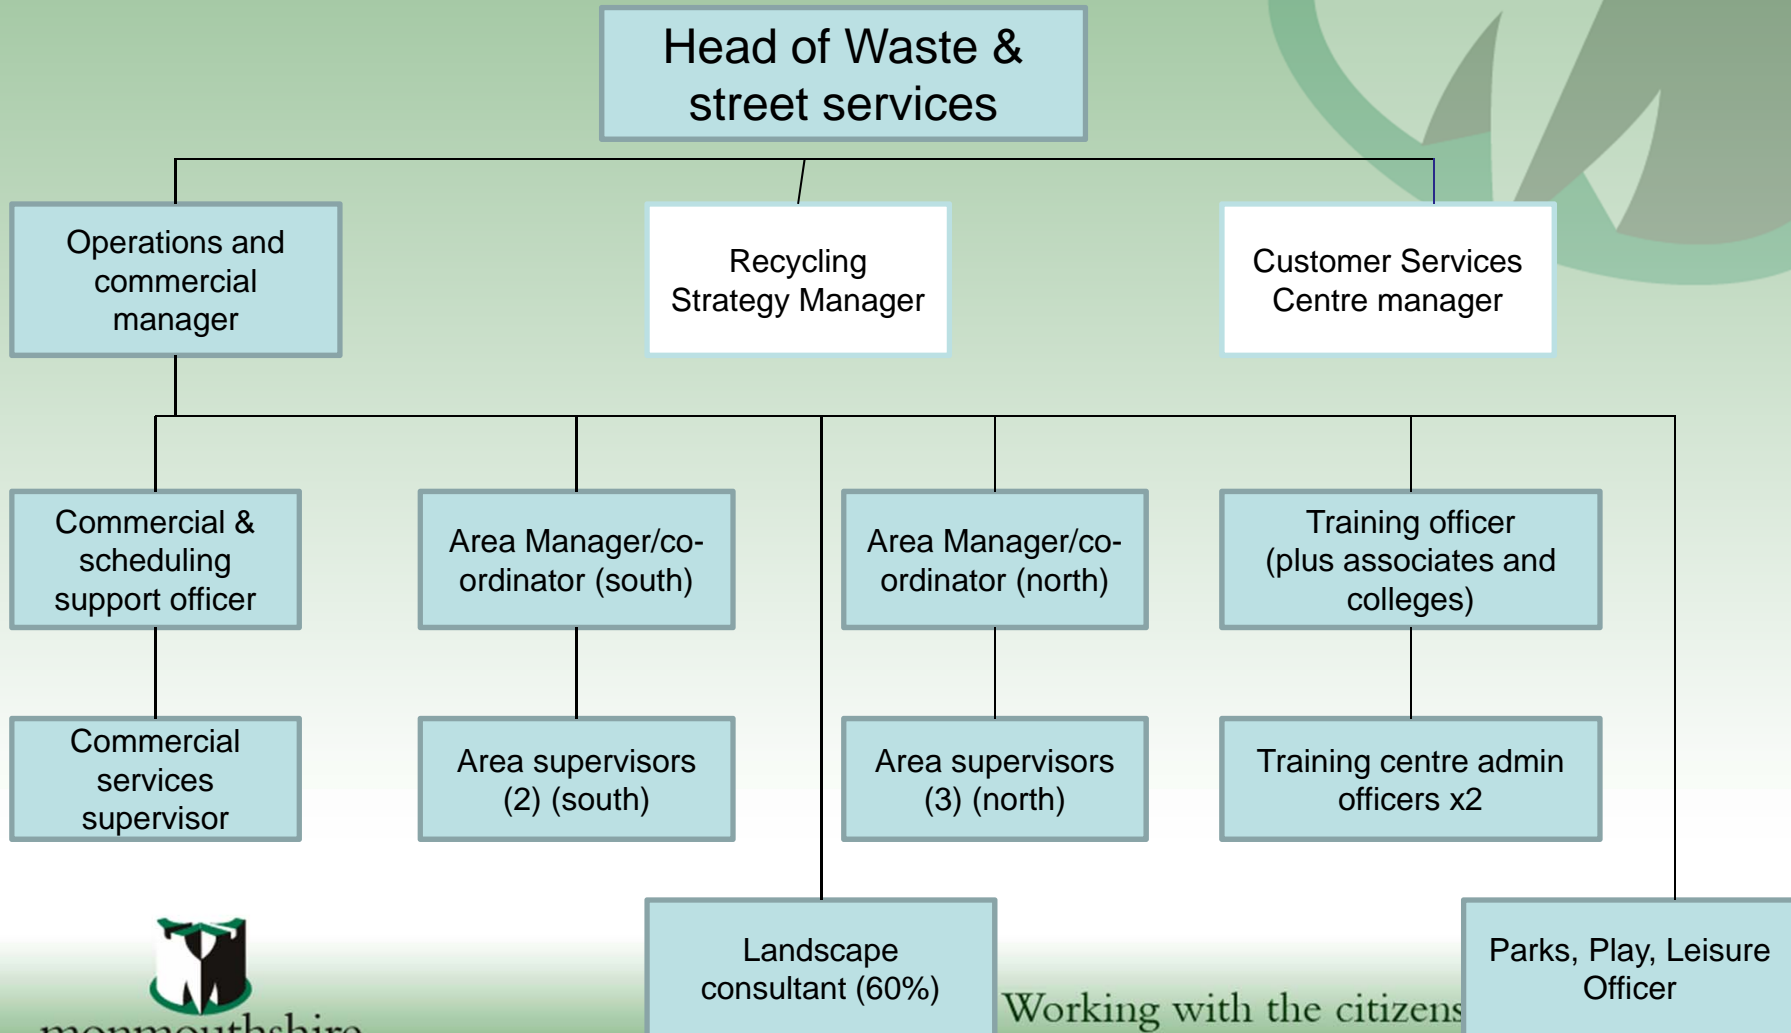 Head of Waste &
street services
Operations and
commercial
manager
Recycling
Strategy Manager
Customer Services
Centre manager
Commercial &
scheduling
support officer
Area Manager/co-
ordinator (south)
Area Manager/co-
ordinator (north)
Training officer
(plus associates and
colleges)
Commercial
services
supervisor
Area supervisors
(2) (south)
Area supervisors
(3) (north)
Training centre admin
officers x2
Landscape
consultant (60%)
Parks, Play, Leisure
Officer
monmouthshire
Working with the citizens